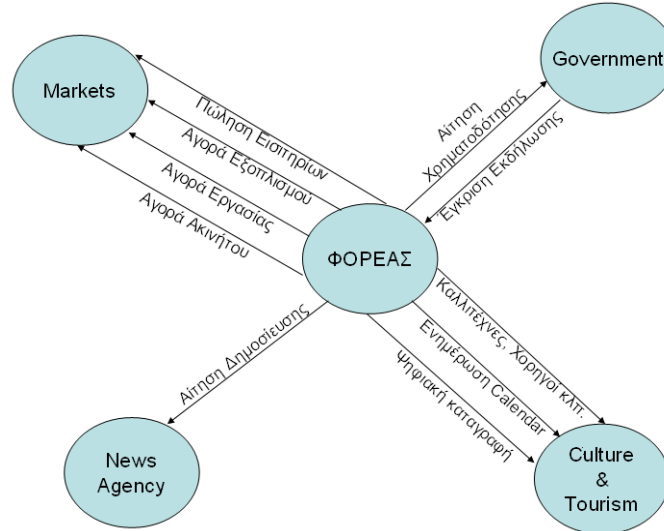 Markets
Government
Πώληση Εισιτηρίων
Αγορά Εξοπλισμού
Αγορά Εργασίας
Αγορά Ακινήτου
Αίτηση
Χρηματοδότησης
Έγκριση Εκδήλωσης
ΦΟΡΕΑΣ
Αίτηση Δημοσίευσης
Καλλιτέχνες, Χορηγοί κλπ.
Ενημέρωση Calendar
Ψηφιακή καταγραφή
News
Agency
Culture
&
Tourism